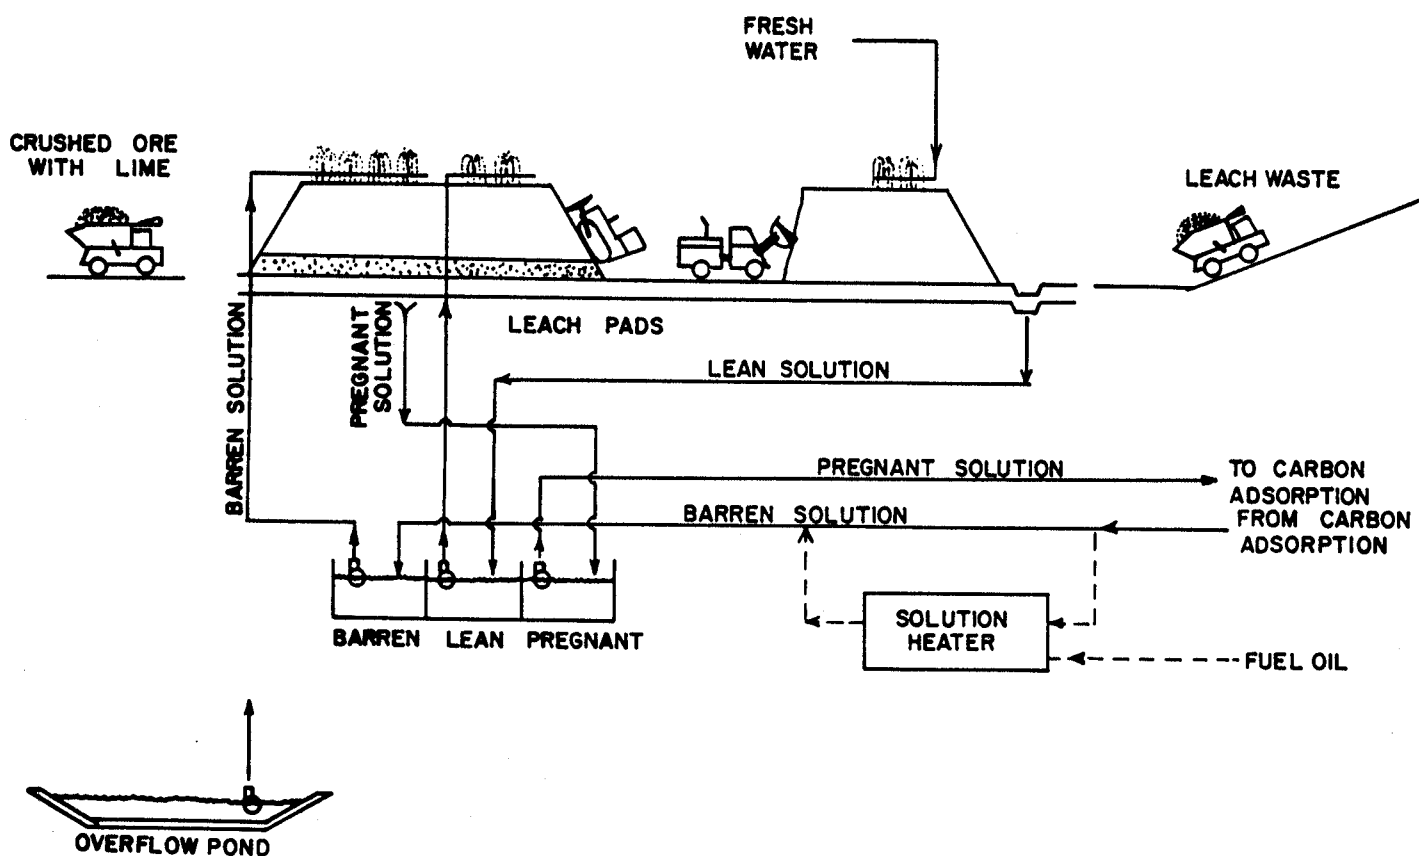 FRESH
WATER
CRUSHED ORE
WITH LIME
LEACH WASTE
BARREN SOLUTION
PREGNANT
SOLUTION
LEACH PADS
LEAN SOLUTION
PREGNANT SOLUTION
TO CARBON
ADSORPTION
BARREN SOLUTION
FROM CARBON
ADSORPTION
SOLUTION
HEATER
BARREN
LEAN
PREGNANT
FUEL OIL
OVERFLOW POND